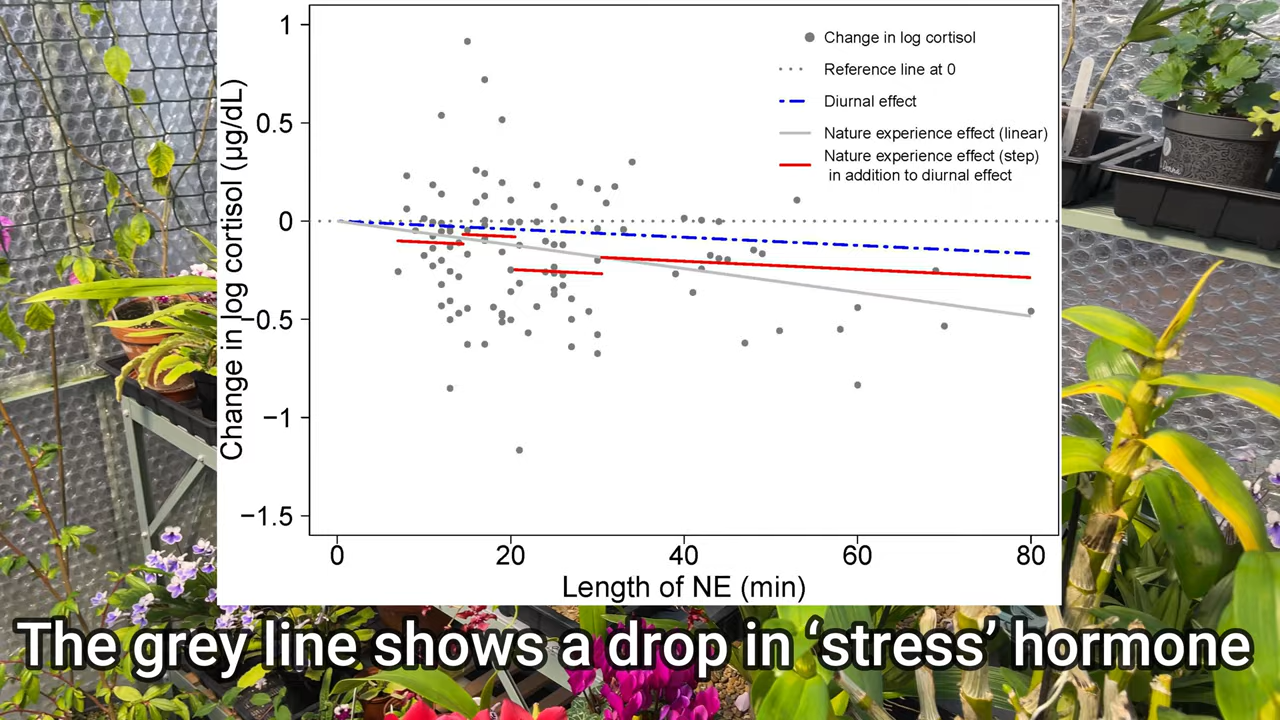 Change in log cortisol (µg/dL)
1
0.5
0
−0.5
−1
−1.5
Change in log cortisol
Reference line at 0
Diurnal effect
Nature experience effect (linear)
Nature experience effect (step)
in addition to diurnal effect
0 20 40 60 80
Length of NE (min)
The grey line shows a drop in ‘stress’ hormone